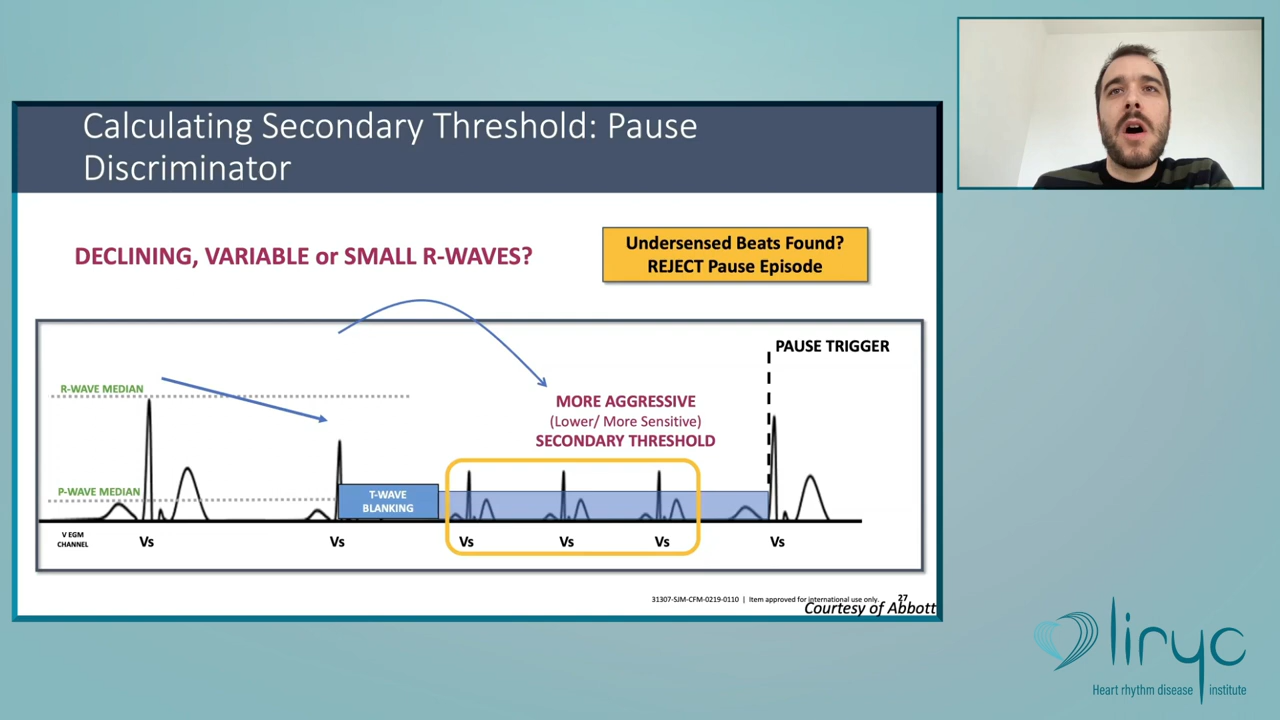 Calculating Secondary Threshold: Pause
Discriminator
DECLINING, VARIABLE or SMALL R-WAVES?
Undersensed Beats Found?
REJECT Pause Episode
PAUSE TRIGGER
R-WAVE MEDIAN
MORE AGGRESSIVE
(Lower/ More Sensitive)
SECONDARY THRESHOLD
P-WAVE MEDIAN
T-WAVE
BLANKING
V EGM
CHANNEL
Vs Vs Vs Vs Vs Vs
31307-SJM-CFM-0219-0110 | Item approved for international use only.
27
Courtesy of Abbott
liryc
Heart rhythm disease institute